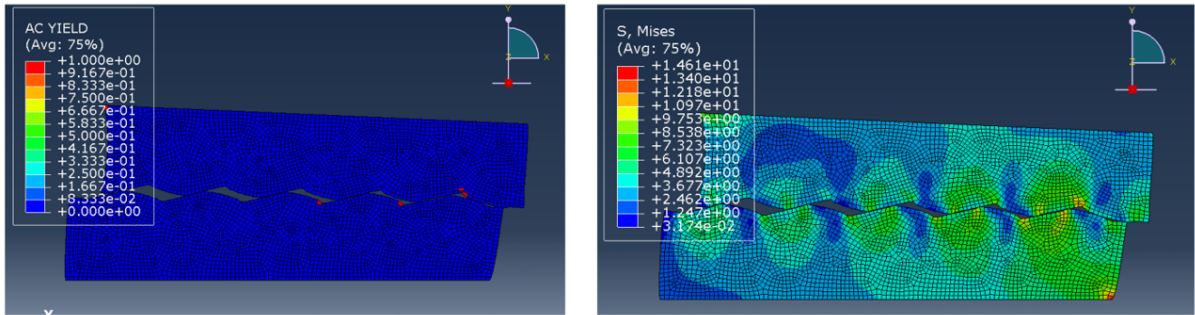 AC YIELD
(Avg: 75%)
+1.000e+00
+9.167e-01
+8.333e-01
+7.500e-01
+6.667e-01
+5.833e-01
+5.000e-01
+4.167e-01
+3.333e-01
+2.500e-01
+1.667e-01
+8.333e-02
+0.000e+00
Y
Z
X
X
S, Mises
(Avg: 75%)
+1.461e+01
+1.340e+01
+1.218e+01
+1.097e+01
+9.753e+00
+8.538e+00
+7.323e+00
+6.107e+00
+4.892e+00
+3.677e+00
+2.462e+00
+1.247e+00
+3.174e-02
Y
Z
X